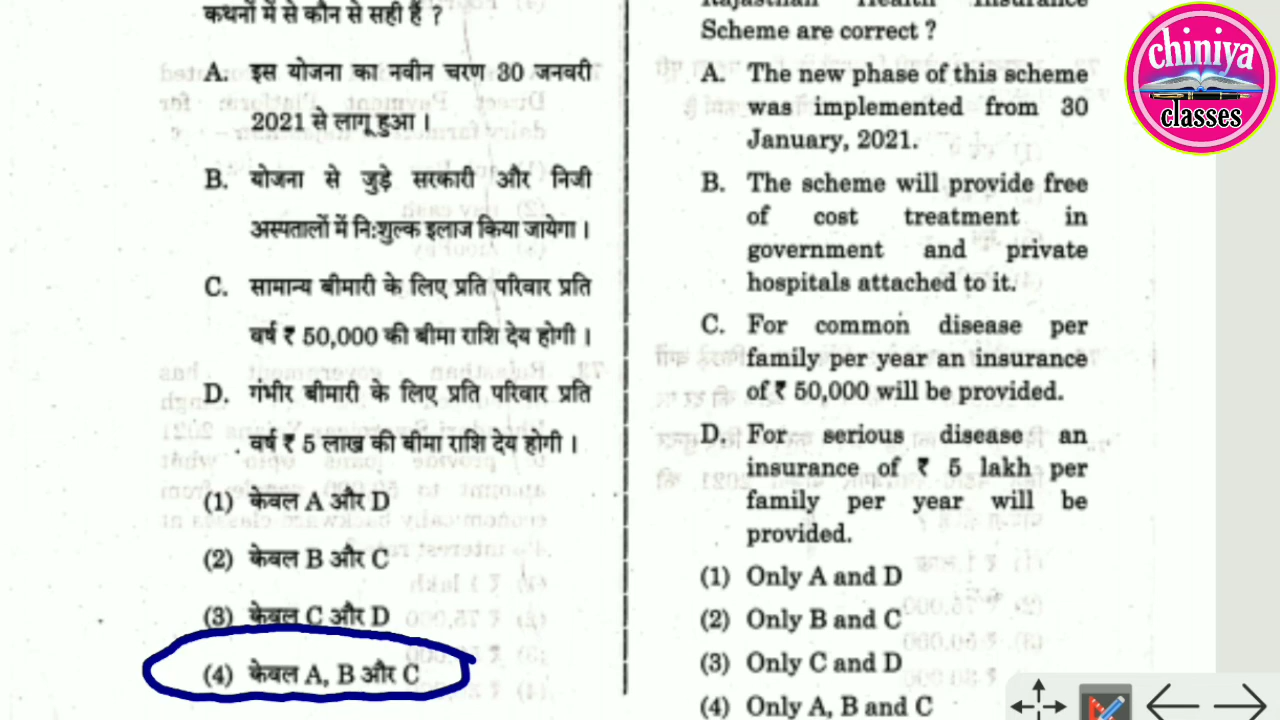 कथनों में से कौन से सही हैं ?
A. इस योजना का नवीन चरण 30 जनवरी
2021 से लागू हुआ ।
B. योजना से जुड़े सरकारी और निजी
अस्पतालों में नि:शुल्क इलाज किया जायेगा ।
C. सामान्य बीमारी के लिए प्रति परिवार प्रति
वर्ष ₹ 50,000 की बीमा राशि देय होगी ।
D. गंभीर बीमारी के लिए प्रति परिवार प्रति
वर्ष ₹ 5 लाख की बीमा राशि देय होगी ।
(1) केवल A और D
(2) केवल B और C
(3) केवल C और D
(4) केवल A, B और C
Rajasthan Health Insurance
Scheme are correct ?
A. The new phase of this scheme
was implemented from 30
January, 2021.
B. The scheme will provide free
of cost treatment in
government and private
hospitals attached to it.
C. For common disease per
family per year an insurance
of ₹ 50,000 will be provided.
D. For serious disease an
insurance of ₹ 5 lakh per
family per year will be
provided.
(1) Only A and D
(2) Only B and C
(3) Only C and D
(4) Only A, B and C
chiniya
classes